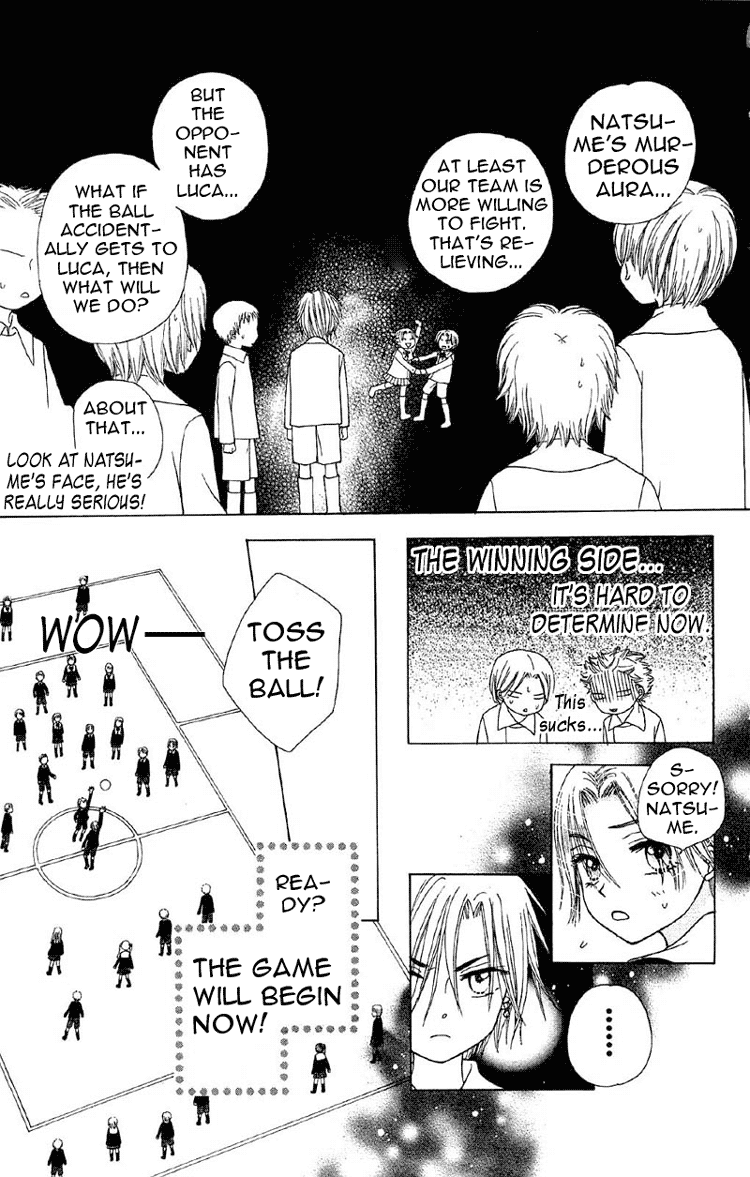 NATSU-
ME'S MUR-
DEROUS
AURA...
AT LEAST
OUR TEAM IS
MORE WILLING
TO FIGHT.
THAT'S RE-
LIEVING...
BUT
THE
OPPO-
NENT
HAS
LUCA...
WHAT IF
THE BALL
ACCIDENT-
ALLY GETS TO
LUCA, THEN
WHAT WILL
WE DO?
ABOUT
THAT...
LOOK AT NATSU-
ME'S FACE, HE'S
REALLY SERIOUS!
THE WINNING SIDE...
IT'S HARD TO
DETERMINE NOW
This
sucks...
S-
SORRY!
NATSU-
ME.
......
TOSS
THE
BALL!
WOW—
REA-
DY?
THE GAME
WILL BEGIN
NOW!